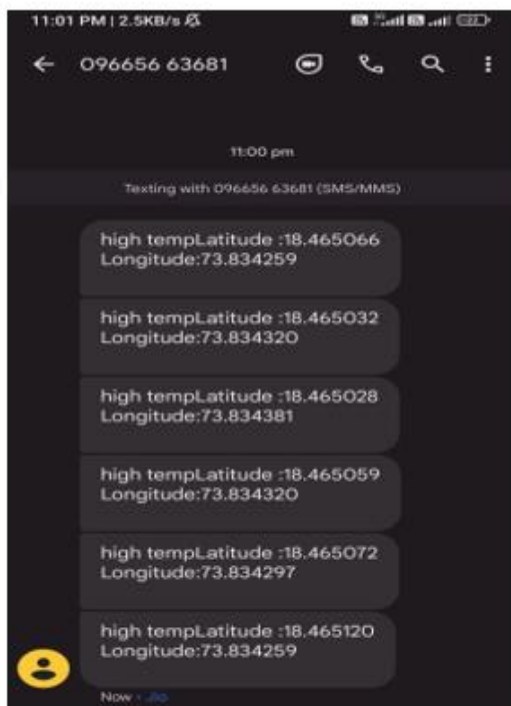 11:01 PM | 2.5KB/s
096656 63681
11:00 pm
Texting with 096656 63681 (SMS/MMS)
high tempLatitude :18.465066
Longitude:73.834259
high tempLatitude :18.465032
Longitude:73.834320
high tempLatitude :18.465028
Longitude:73.834381
high tempLatitude :18.465059
Longitude:73.834320
high tempLatitude :18.465072
Longitude:73.834297
high tempLatitude :18.465120
Longitude:73.834259
Now • Jio